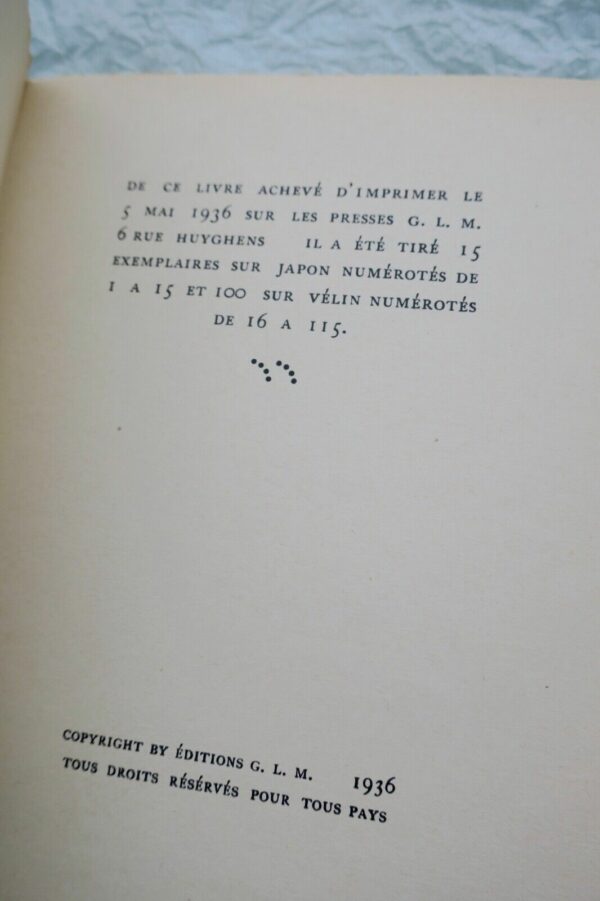 DE CE LIVRE ACHEVÉ D'IMPRIMER LE
5 MAI 1936 SUR LES PRESSES G. L. M.
6 RUE HUYGHENS IL A ÉTÉ TIRÉ 15
EXEMPLAIRES SUR JAPON NUMÉROTÉS DE
1 A 15 ET 100 SUR VÉLIN NUMÉROTÉS
DE 16 A 115.
COPYRIGHT BY ÉDITIONS G. L. M. 1936
TOUS DROITS RÉSÉRVÉS POUR TOUS PAYS